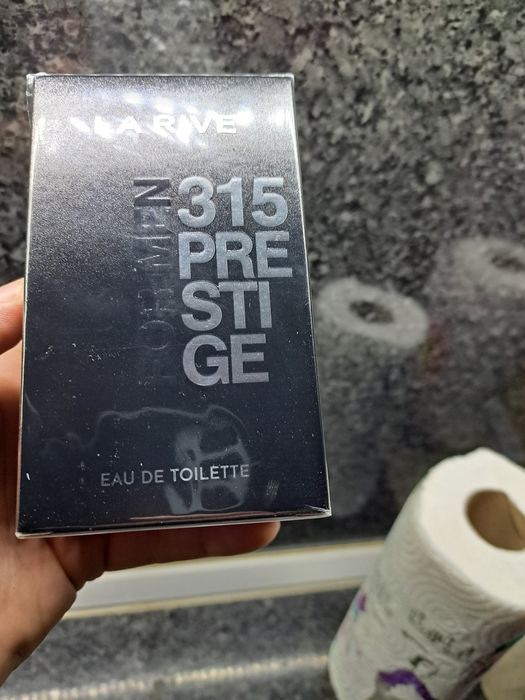 LA RIVE
FOR MEN
315
PRE
STI
GE
EAU DE TOILETTE